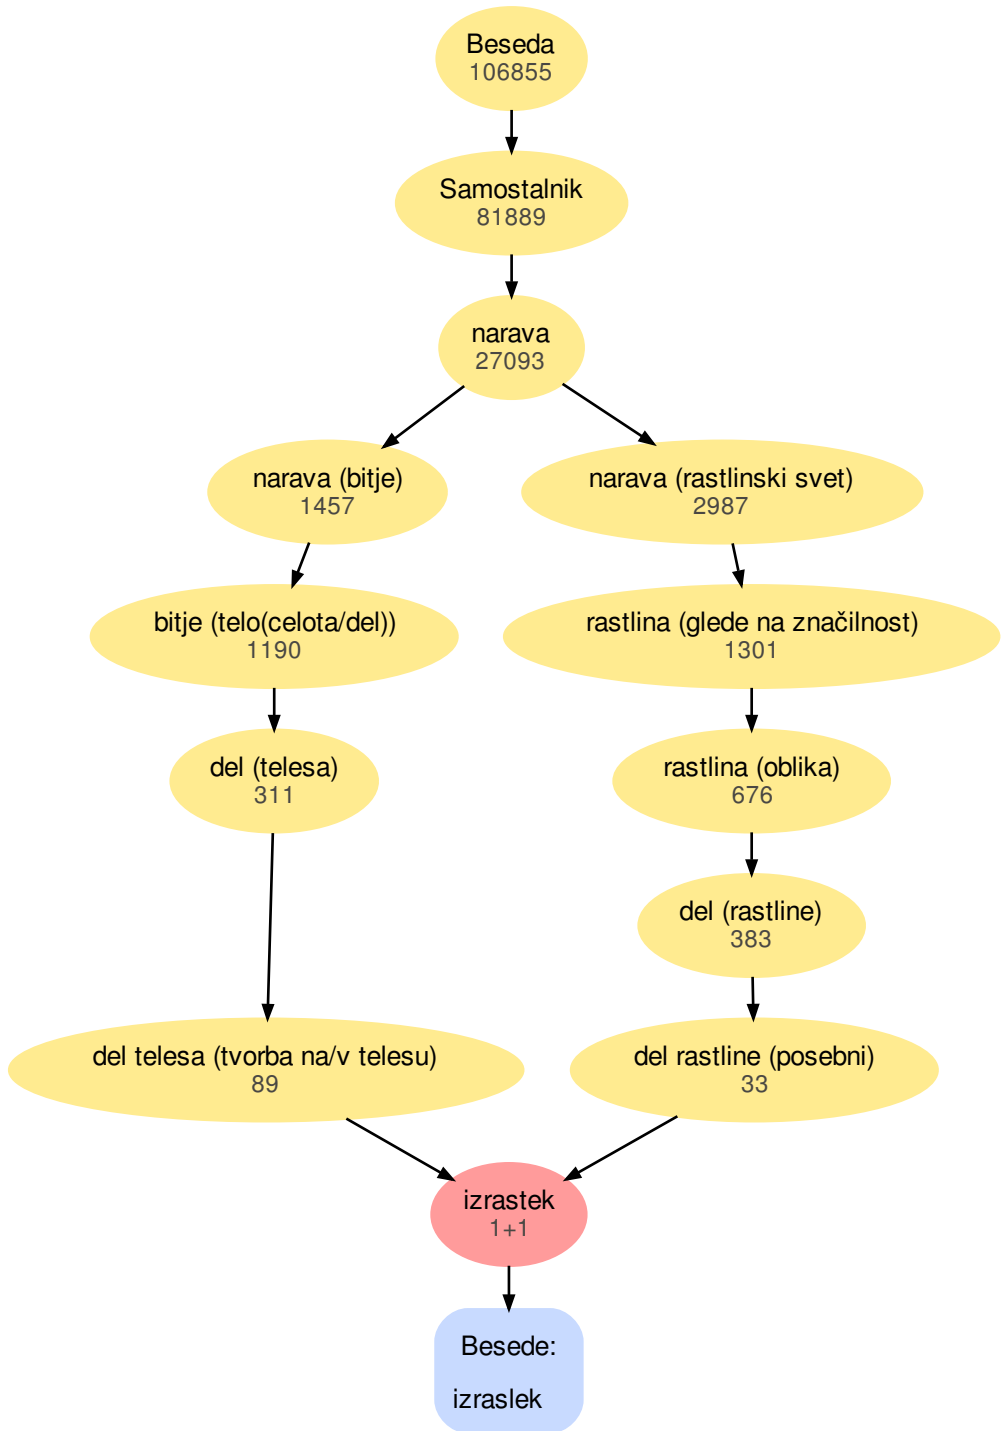 Beseda
106855
Samostalnik
81889
narava
27093
narava (bitje)
1457
narava (rastlinski svet)
2987
bitje (telo(celota/del))
1190
rastlina (glede na značilnost)
1301
del (telesa)
311
rastlina (oblika)
676
del (rastline)
383
del telesa (tvorba na/v telesu)
89
del rastline (posebni)
33
izrastek
1+1
Besede:
izraslek